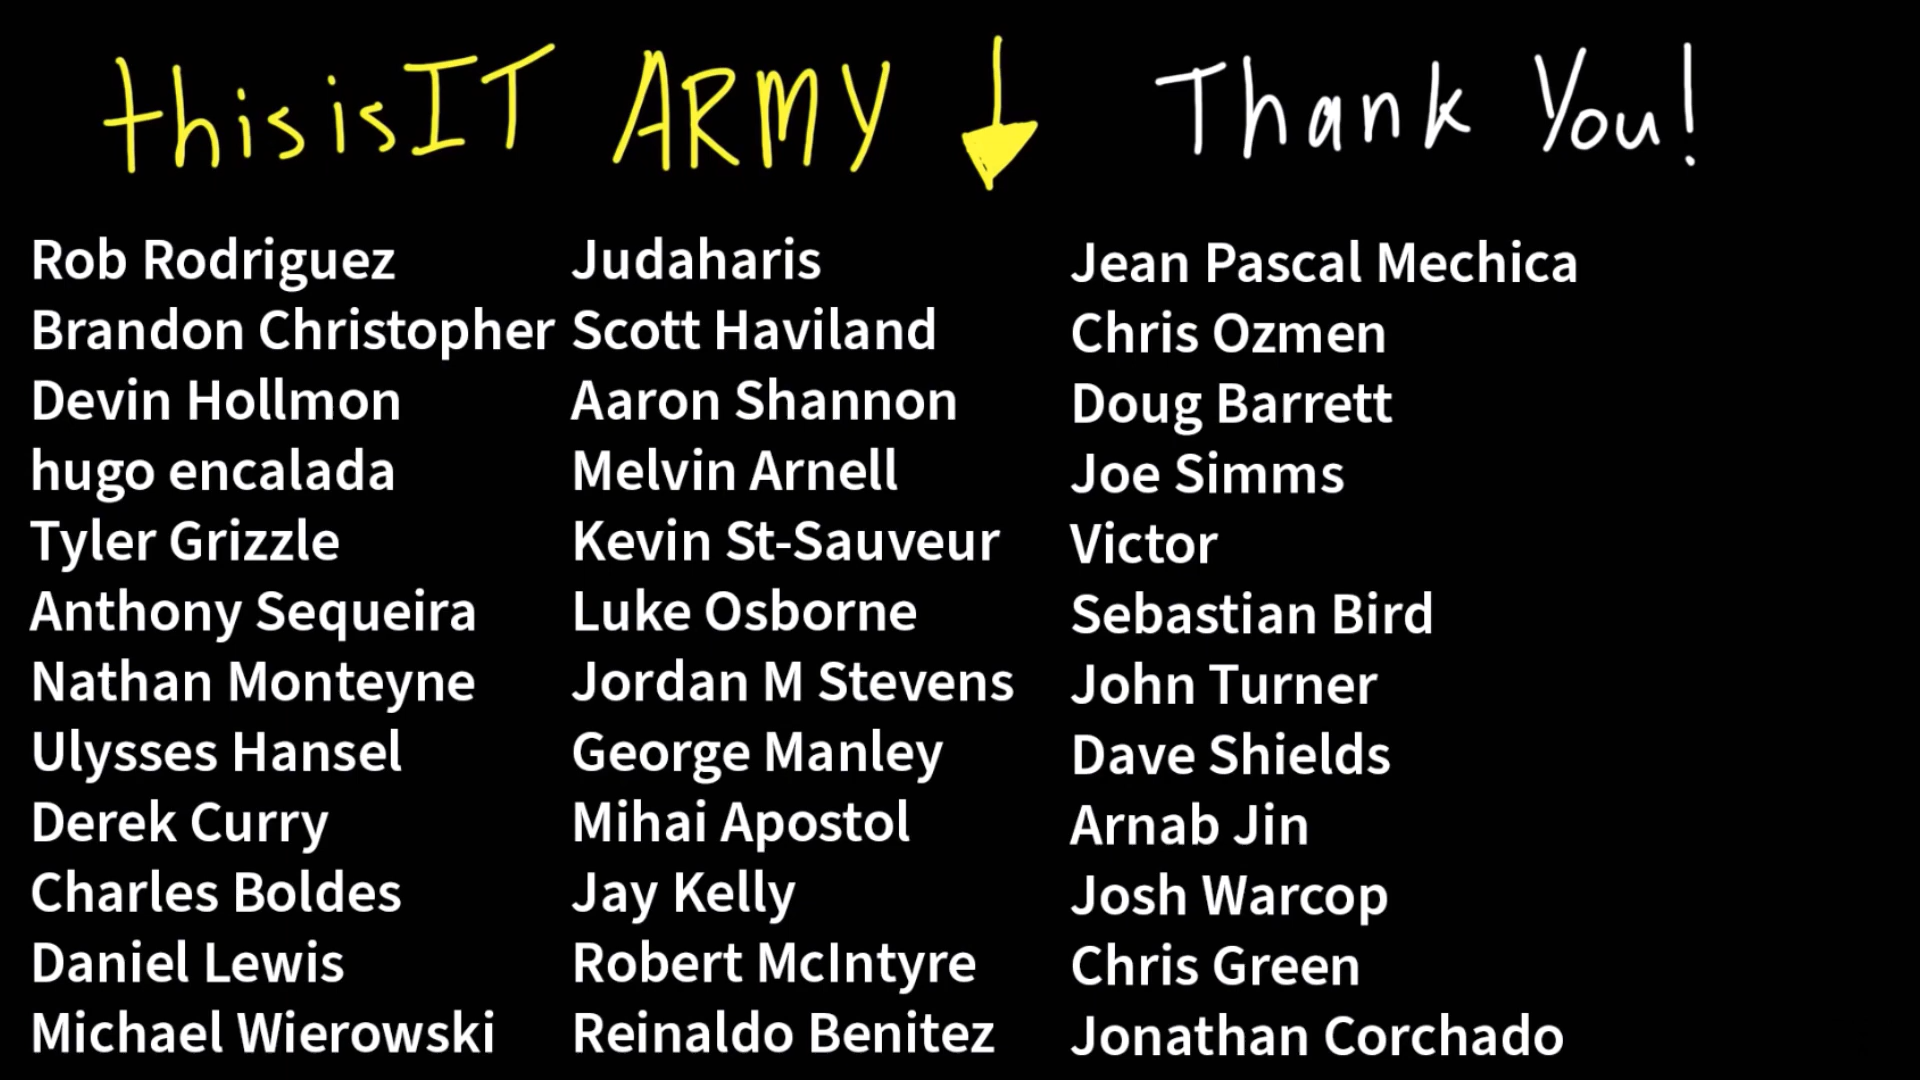 thisisIT ARMY Thank You!
Rob Rodriguez
Brandon Christopher
Devin Hollmon
hugo encalada
Tyler Grizzle
Anthony Sequeira
Nathan Monteyne
Ulysses Hansel
Derek Curry
Charles Boldes
Daniel Lewis
Michael Wierowski
Judaharis
Scott Haviland
Aaron Shannon
Melvin Arnell
Kevin St-Sauveur
Luke Osborne
Jordan M Stevens
George Manley
Mihai Apostol
Jay Kelly
Robert McIntyre
Reinaldo Benitez
Jean Pascal Mechica
Chris Ozmen
Doug Barrett
Joe Simms
Victor
Sebastian Bird
John Turner
Dave Shields
Arnab Jin
Josh Warcop
Chris Green
Jonathan Corchado